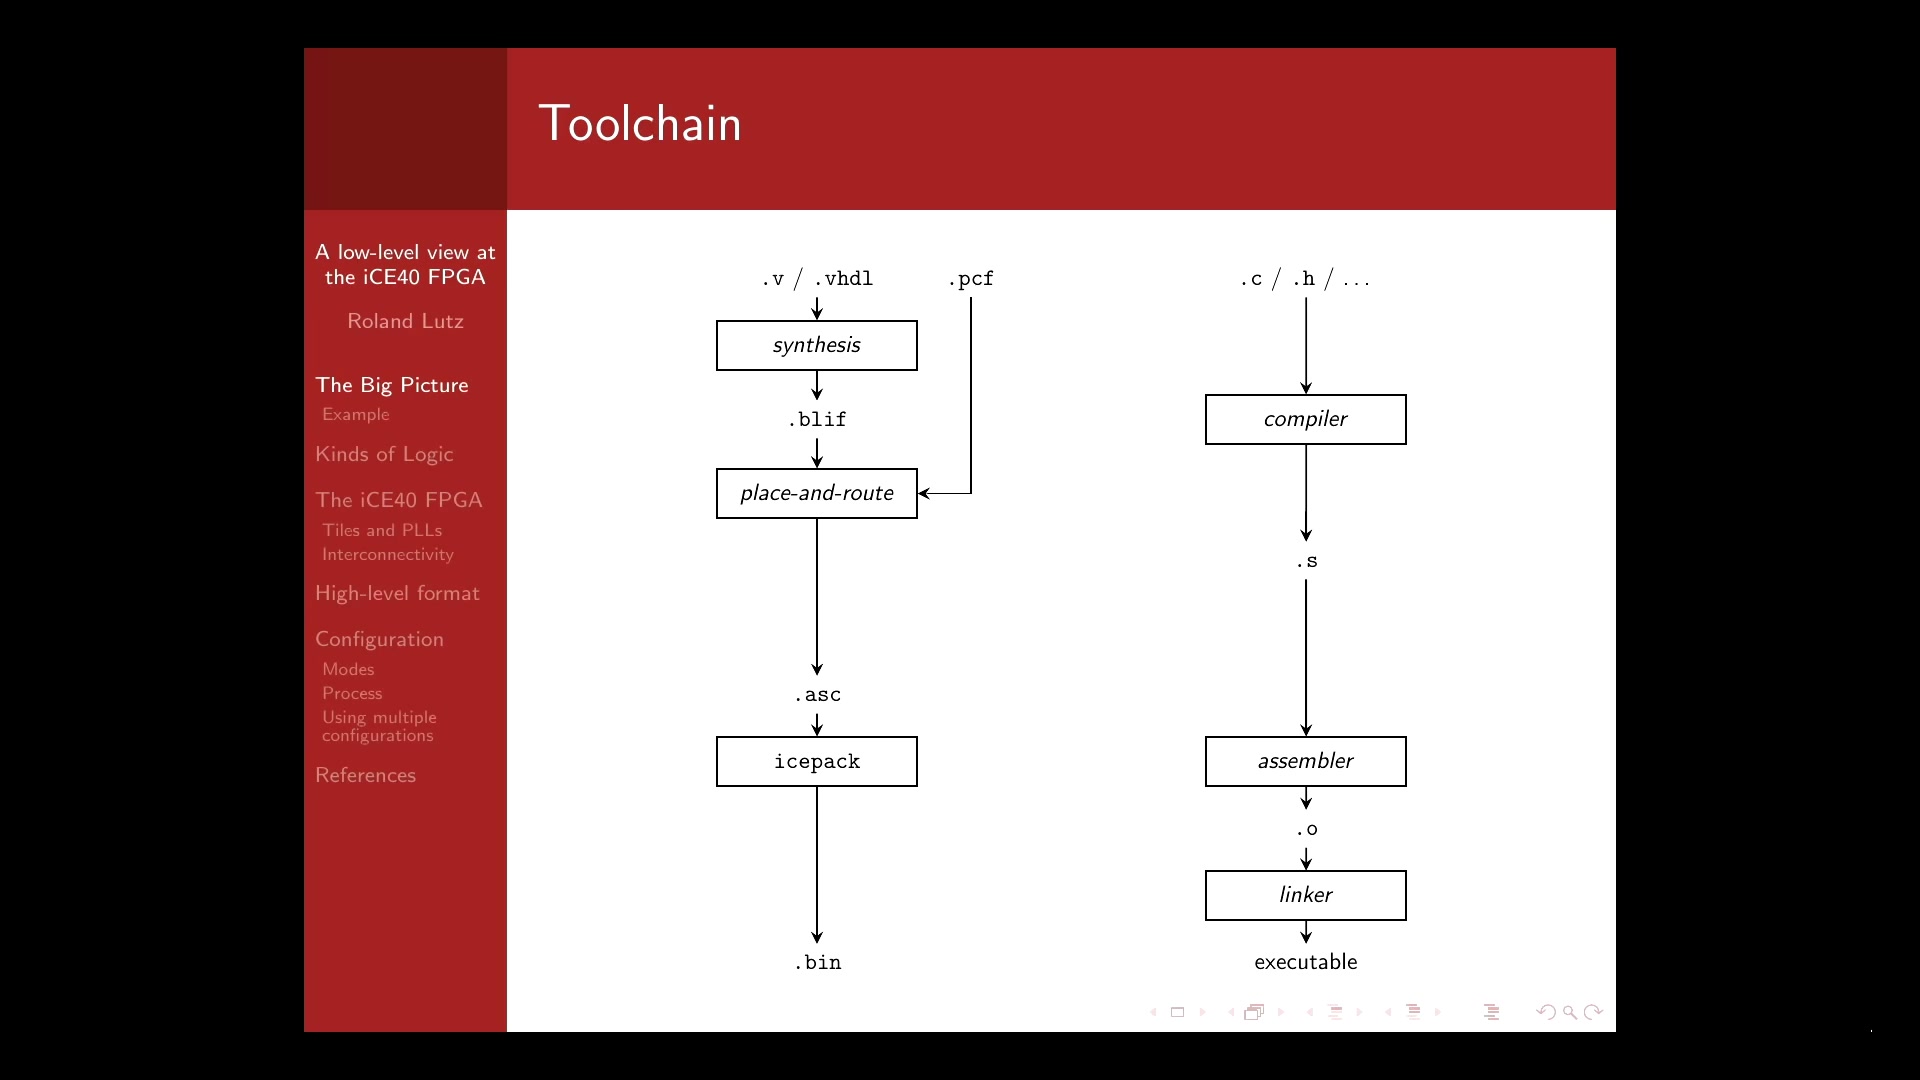 Toolchain
A low-level view at
the iCE40 FPGA
Roland Lutz
The Big Picture
Example
Kinds of Logic
The iCE40 FPGA
Tiles and PLLs
Interconnectivity
High-level format
Configuration
Modes
Process
Using multiple
configurations
References
.v / .vhdl
.pcf
synthesis
.blif
place-and-route
.asc
icepack
.bin
.c / .h / ...
compiler
.s
assembler
.o
linker
executable